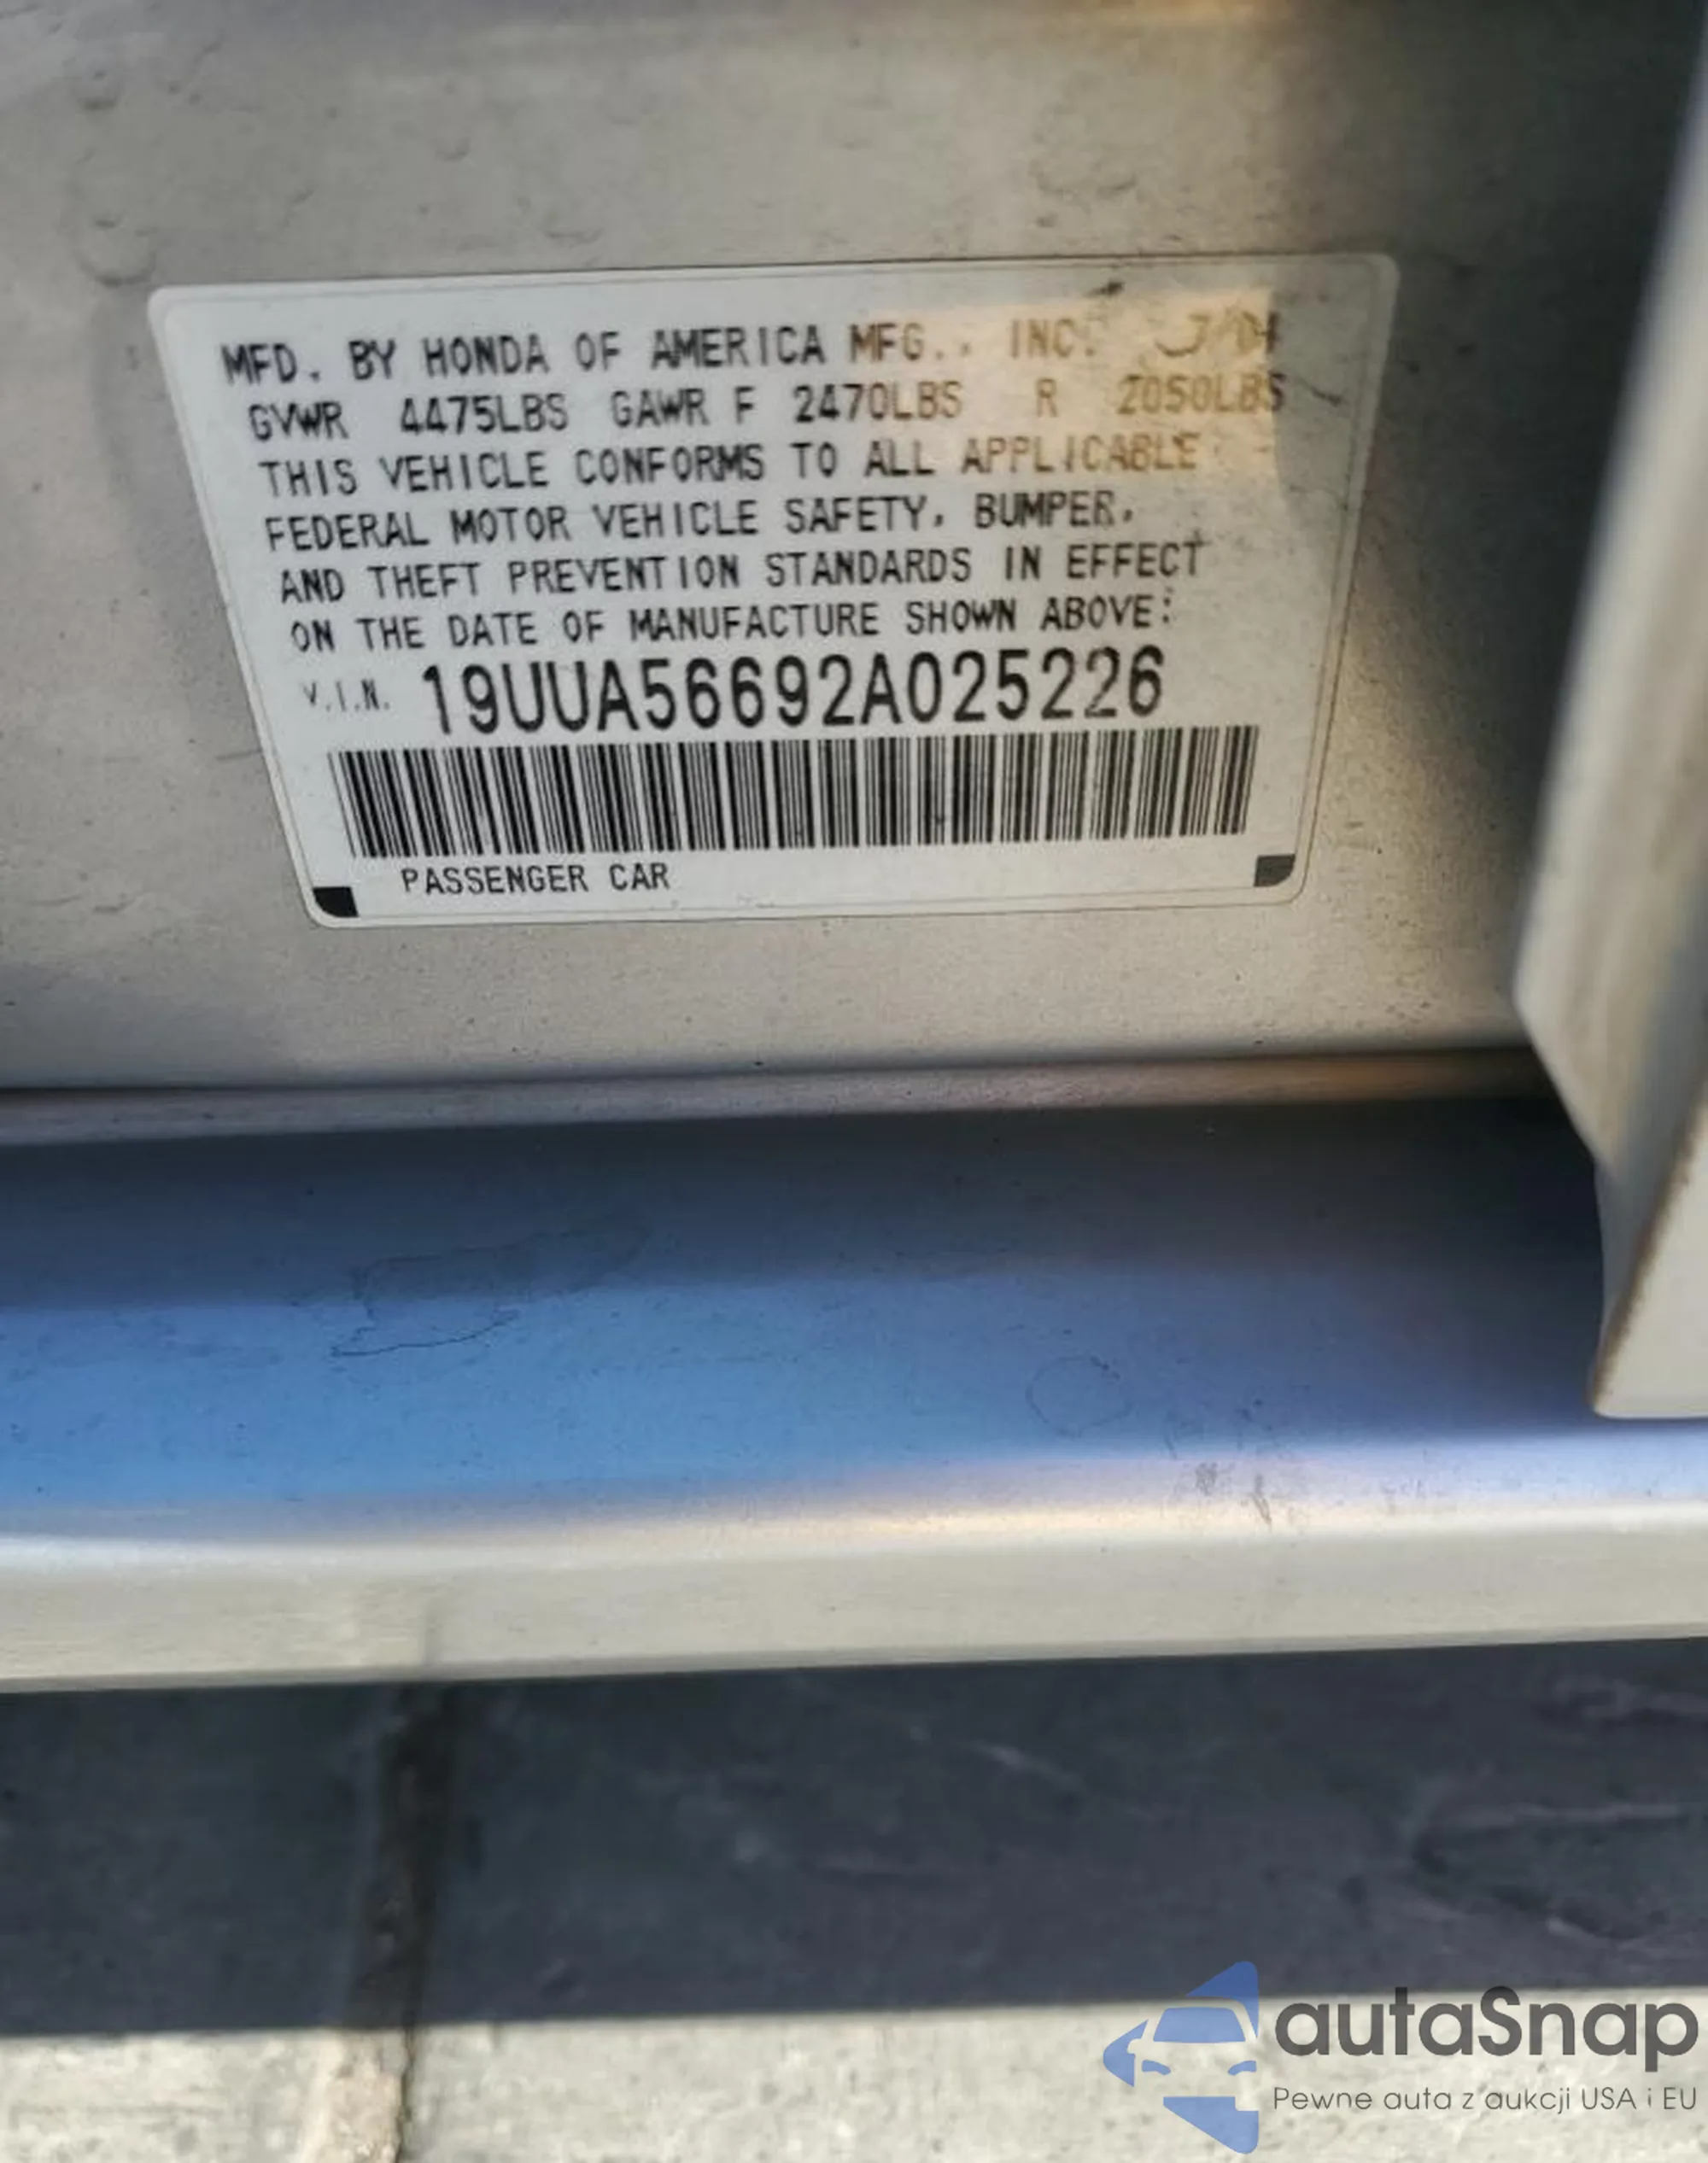 MFD. BY HONDA OF AMERICA MFG., INC.
GVWR 4475LBS GAWR F 2470LBS R 2050LBS
THIS VEHICLE CONFORMS TO ALL APPLICABLE
FEDERAL MOTOR VEHICLE SAFETY, BUMPER,
AND THEFT PREVENTION STANDARDS IN EFFECT
ON THE DATE OF MANUFACTURE SHOWN ABOVE:
V.I.N. 19UUA56692A025226
PASSENGER CAR
autaSnap
Pewne auta z aukcji USA i EU